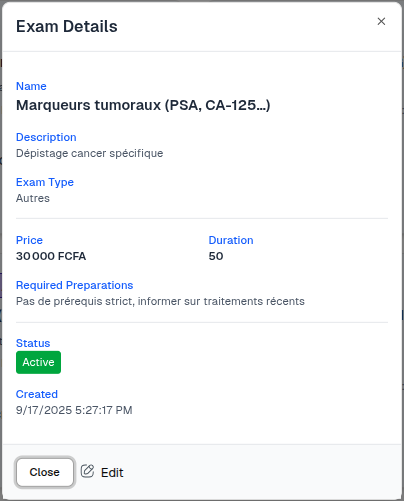 Exam Details
×
Name
Marqueurs tumoraux (PSA, CA-125...)
Description
Dépistage cancer spécifique
Exam Type
Autres
Price
Duration
30 000 FCFA
50
Required Preparations
Pas de prérequis strict, informer sur traitements récents
Status
Active
Created
9/17/2025 5:27:17 PM
Close
Edit